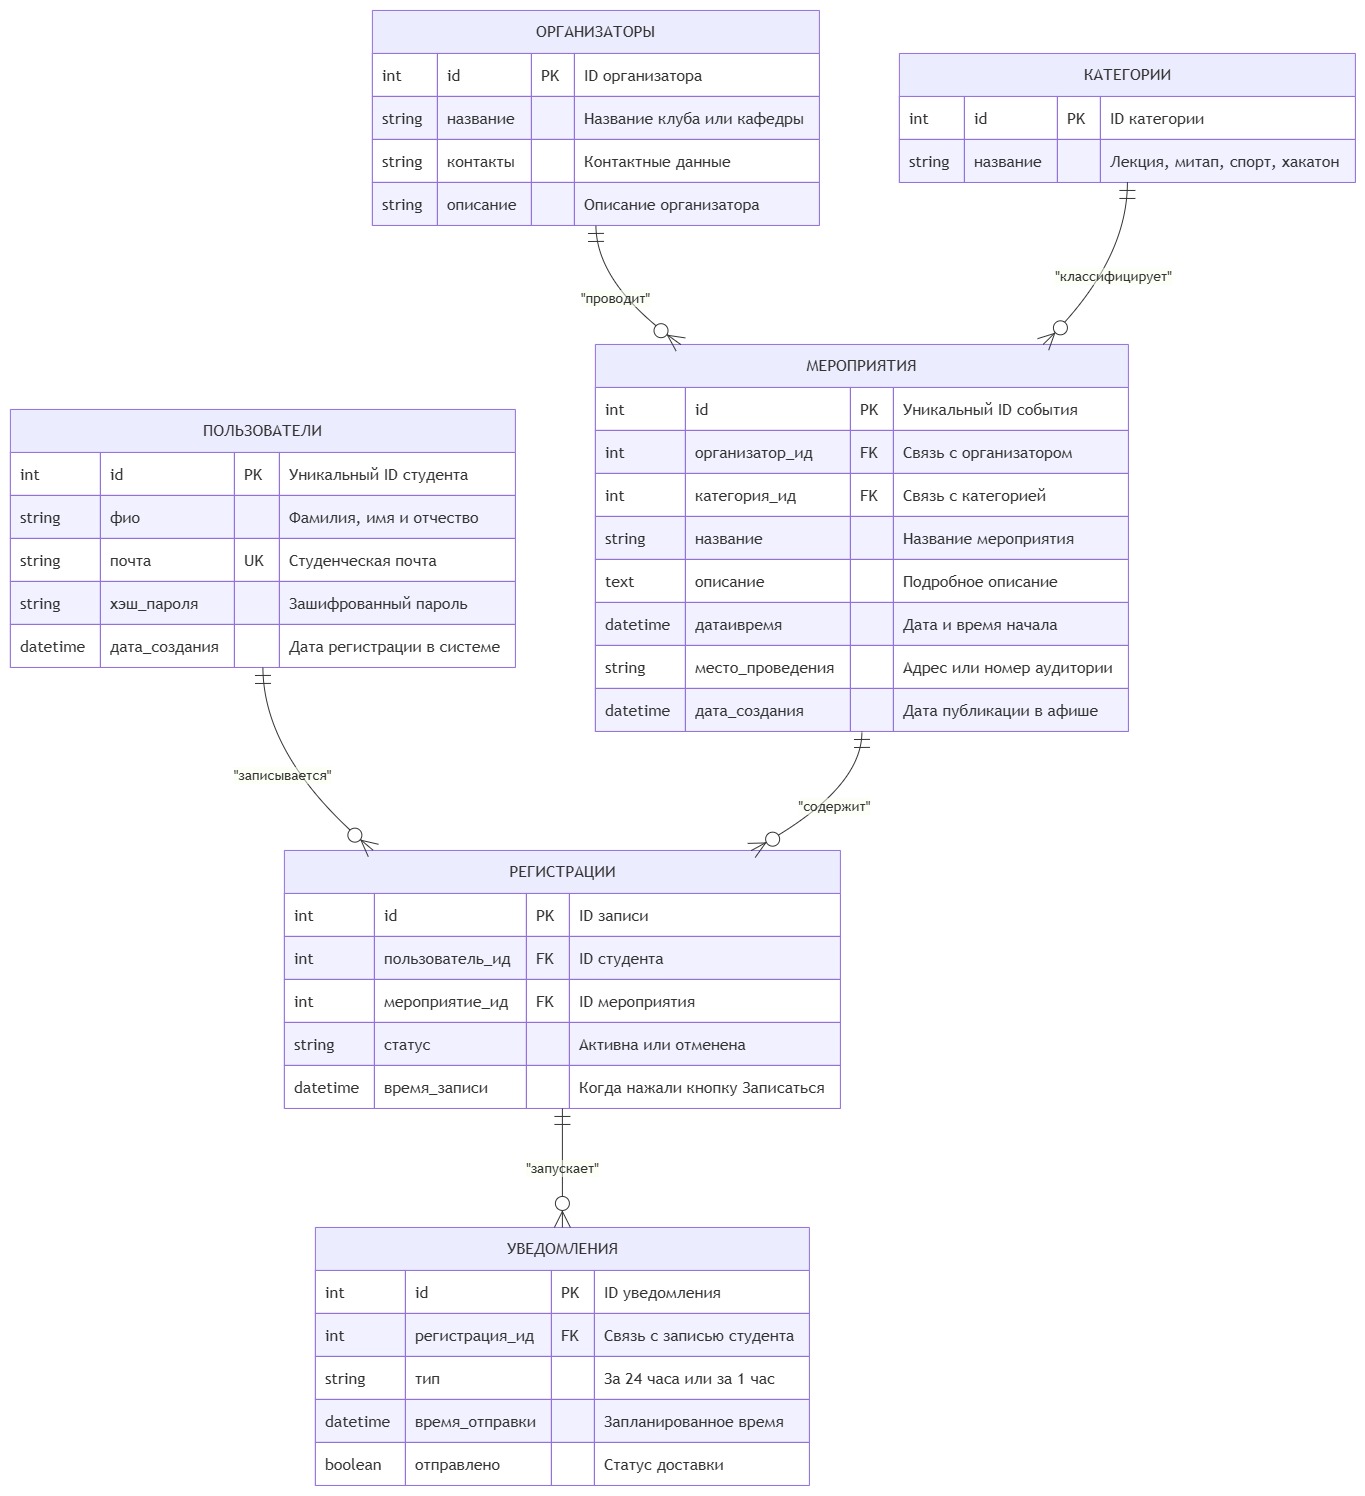 ОРГАНИЗАТОРЫ
int id PK ID организатора
string название Название клуба или кафедры
string контакты Контактные данные
string описание Описание организатора
КАТЕГОРИИ
int id PK ID категории
string название Лекция, митап, спорт, хакатон
"проводит"
"классифицирует"
МЕРОПРИЯТИЯ
int id PK Уникальный ID события
int организатор_ид FK Связь с организатором
int категория_ид FK Связь с категорией
string название Название мероприятия
text описание Подробное описание
datetime датаивремя Дата и время начала
string место_проведения Адрес или номер аудитории
datetime дата_создания Дата публикации в афише
ПОЛЬЗОВАТЕЛИ
int id PK Уникальный ID студента
string фио Фамилия, имя и отчество
string почта UK Студенческая почта
string хэш_пароля Зашифрованный пароль
datetime дата_создания Дата регистрации в системе
"записывается"
"содержит"
РЕГИСТРАЦИИ
int id PK ID записи
int пользователь_ид FK ID студента
int мероприятие_ид FK ID мероприятия
string статус Активна или отменена
datetime время_записи Когда нажали кнопку Записаться
"запускает"
УВЕДОМЛЕНИЯ
int id PK ID уведомления
int регистрация_ид FK Связь с записью студента
string тип За 24 часа или за 1 час
datetime время_отправки Запланированное время
boolean отправлено Статус доставки